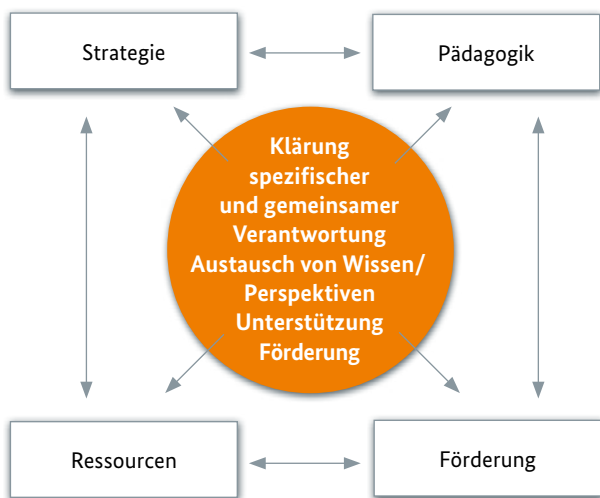 Strategie
Pädagogik
Klärung
spezifischer
und gemeinsamer
Verantwortung
Austausch von Wissen/
Perspektiven
Unterstützung
Förderung
Ressourcen
Förderung